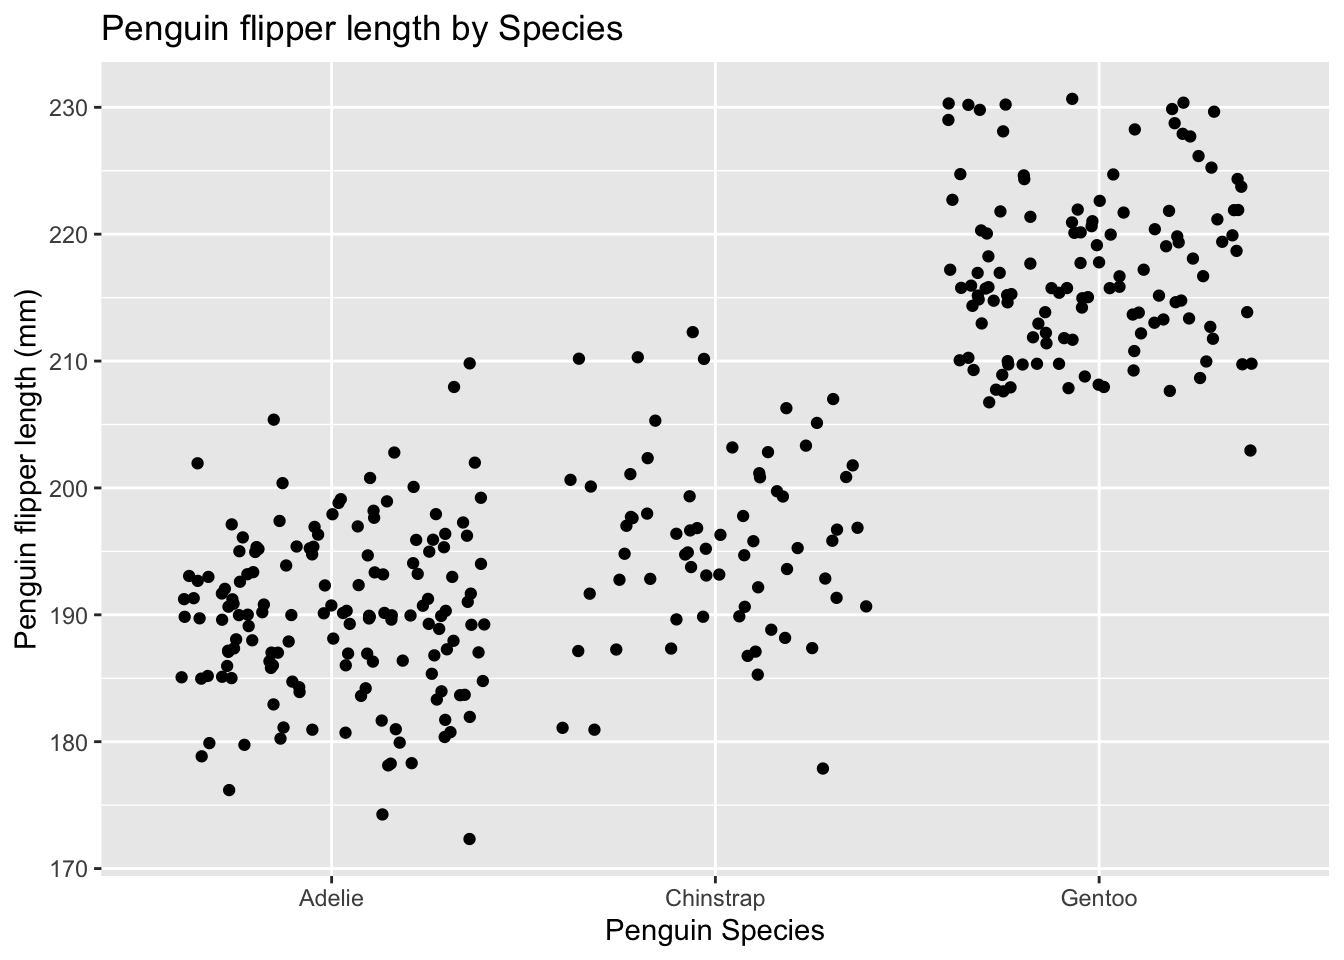 Penguin flipper length by Species
Penguin flipper length (mm)
230
220
210
200
190
180
170
Adelie
Chinstrap
Gentoo
Penguin Species